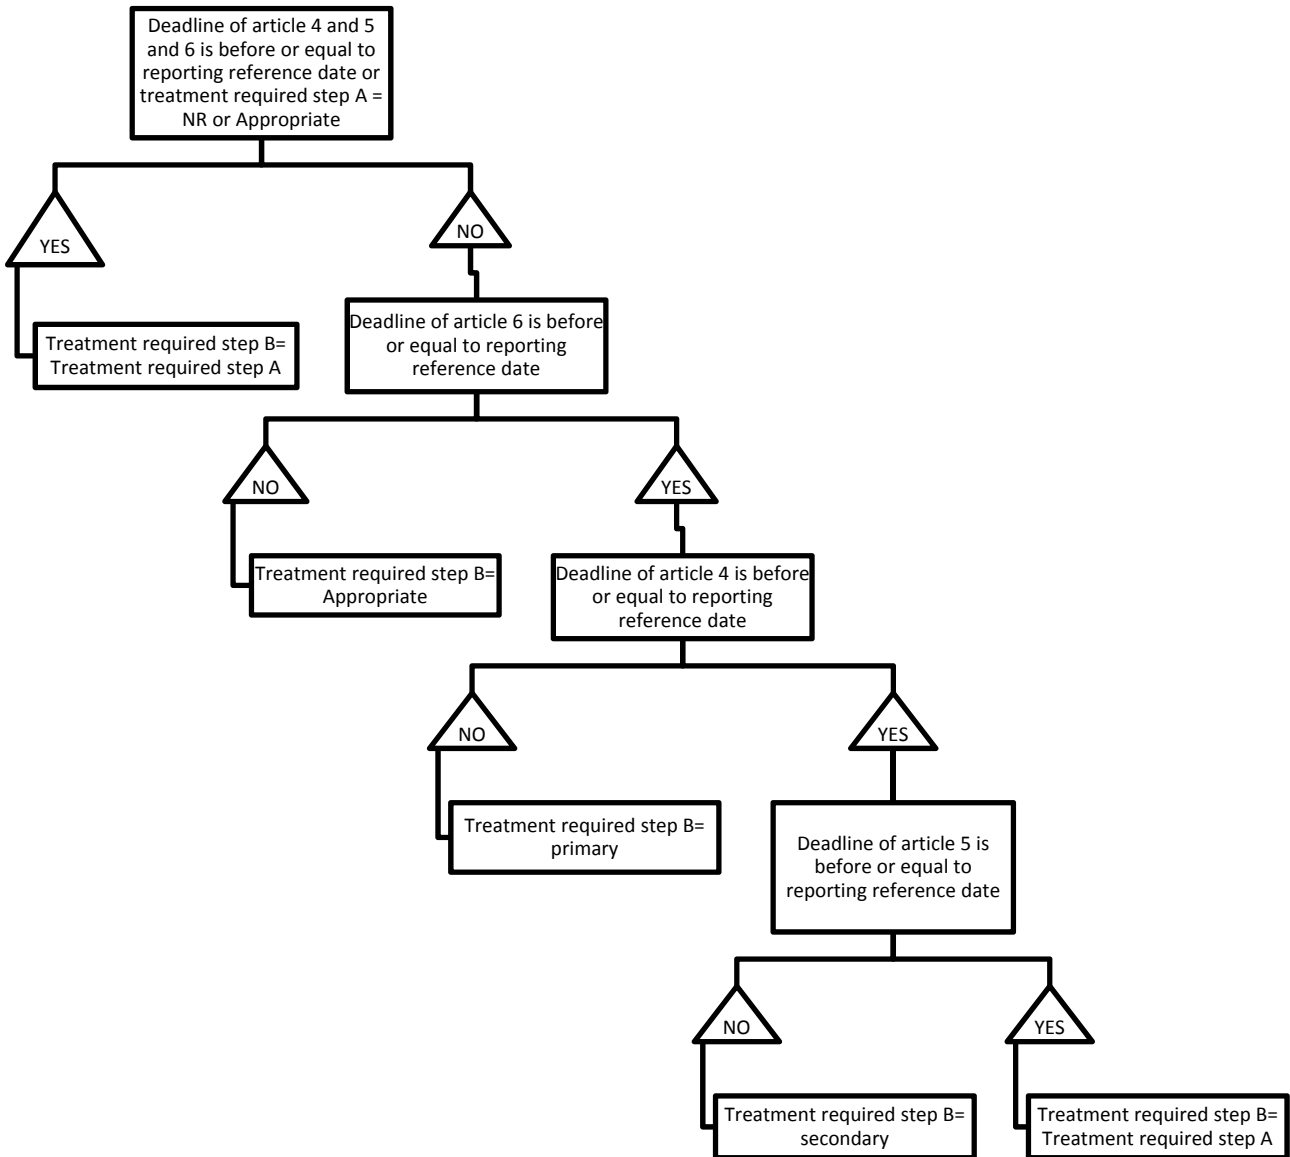 Deadline of article 4 and 5
and 6 is before or equal to
reporting reference date or
treatment required step A =
NR or Appropriate
YES
NO
Treatment required step B=
Treatment required step A
Deadline of article 6 is before
or equal to reporting
reference date
NO
YES
Treatment required step B=
Appropriate
Deadline of article 4 is before
or equal to reporting
reference date
NO
YES
Treatment required step B=
primary
Deadline of article 5 is
before or equal to
reporting reference date
NO
YES
Treatment required step B=
secondary
Treatment required step B=
Treatment required step A